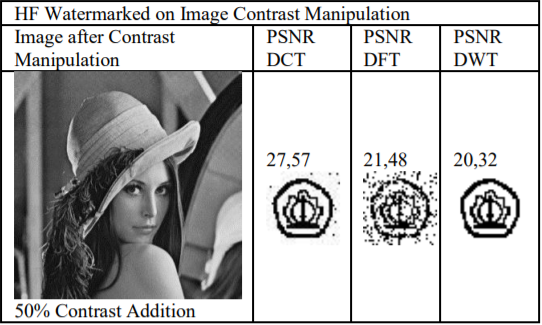 HF Watermarked on Image Contrast Manipulation
Image after Contrast
Manipulation
PSNR
DCT
PSNR
DFT
PSNR
DWT
27,57
21,48
20,32
50% Contrast Addition